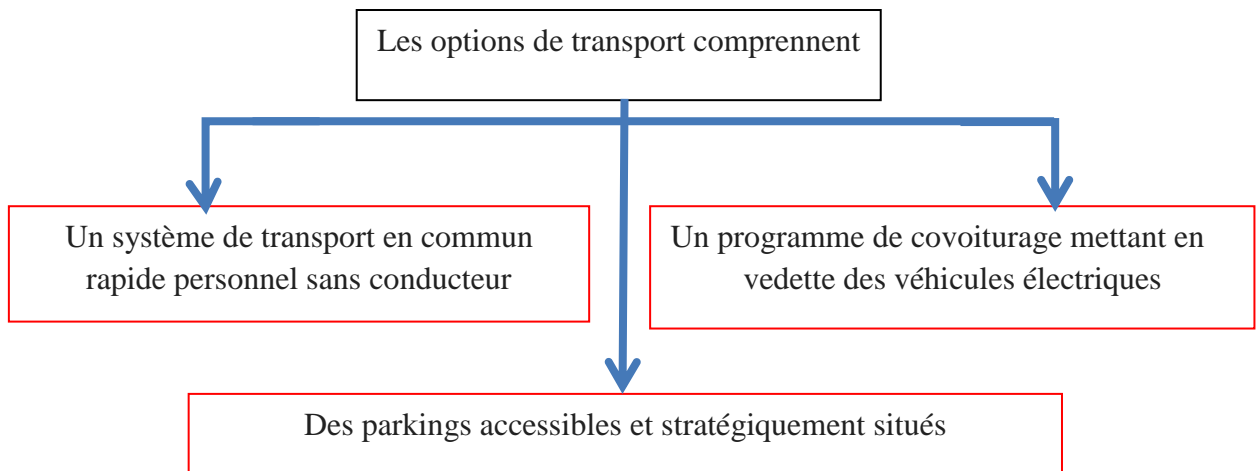 Les options de transport comprennent
Un système de transport en commun
rapide personnel sans conducteur
Un programme de covoiturage mettant en
vedette des véhicules électriques
Des parkings accessibles et stratégiquement situés